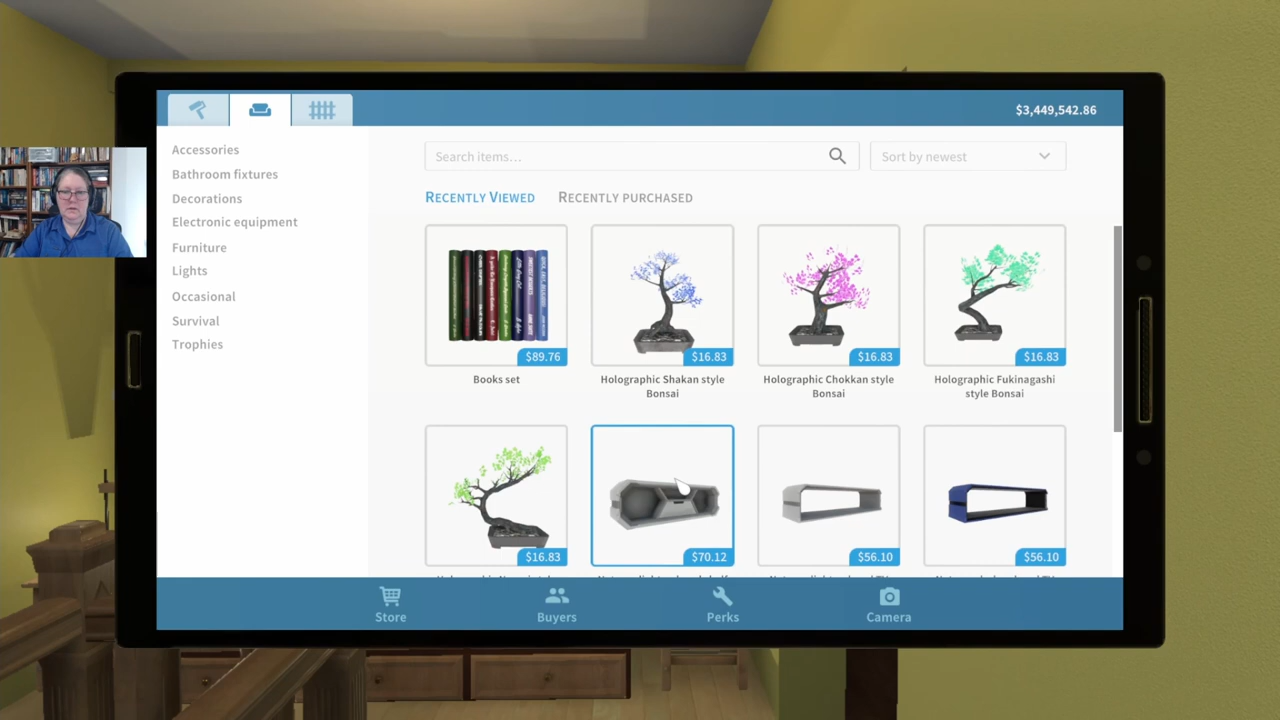 $3,449,542.86
Accessories
Bathroom fixtures
Decorations
Electronic equipment
Furniture
Lights
Occasional
Survival
Trophies
Search items...
Sort by newest
RECENTLY VIEWED
RECENTLY PURCHASED
$89.76
$16.83
$16.83
$16.83
Books set
Holographic Shakan style
Bonsai
Holographic Chokkan style
Bonsai
Holographic Fukinagashi
style Bonsai
$16.83
$70.12
$56.10
$56.10
Store
Buyers
Perks
Camera